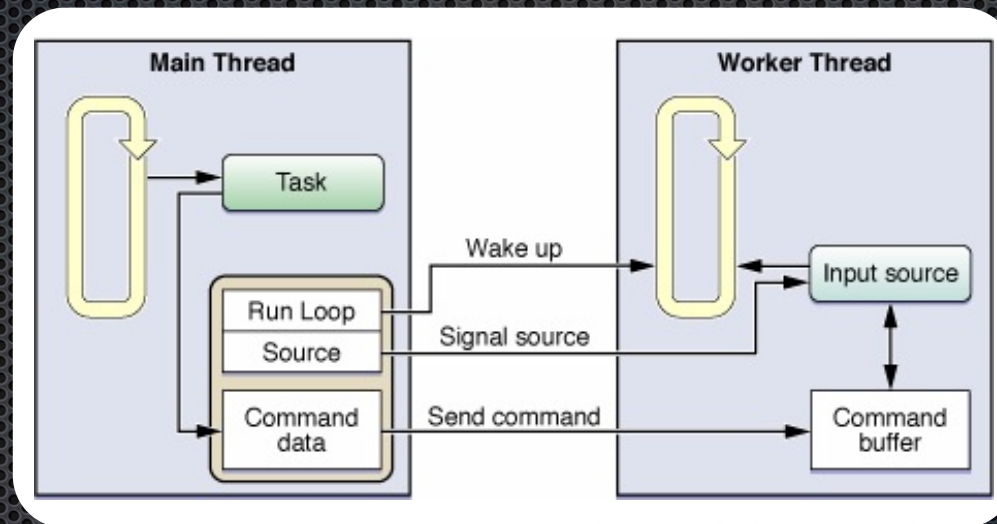 Main Thread
Worker Thread
Task
Wake up
Input source
Run Loop
Signal source
Source
Command
data
Send command
Command
buffer